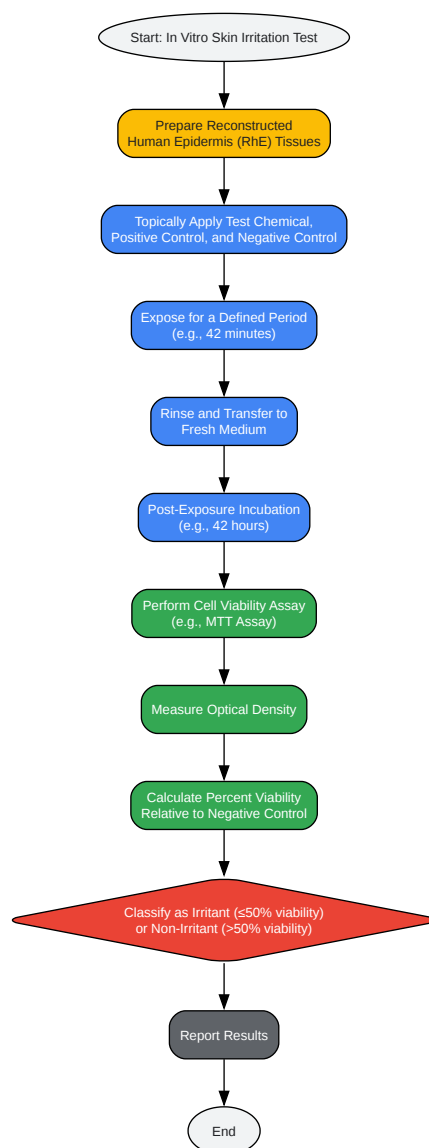 Start: In Vitro Skin Irritation Test
Prepare Reconstructed
Human Epidermis (RhE) Tissues
Topically Apply Test Chemical,
Positive Control, and Negative Control
Expose for a Defined Period
(e.g., 42 minutes)
Rinse and Transfer to
Fresh Medium
Post-Exposure Incubation
(e.g., 42 hours)
Perform Cell Viability Assay
(e.g., MTT Assay)
Measure Optical Density
Calculate Percent Viability
Relative to Negative Control
Classify as Irritant (≤50% viability)
or Non-Irritant (>50% viability)
Report Results
End